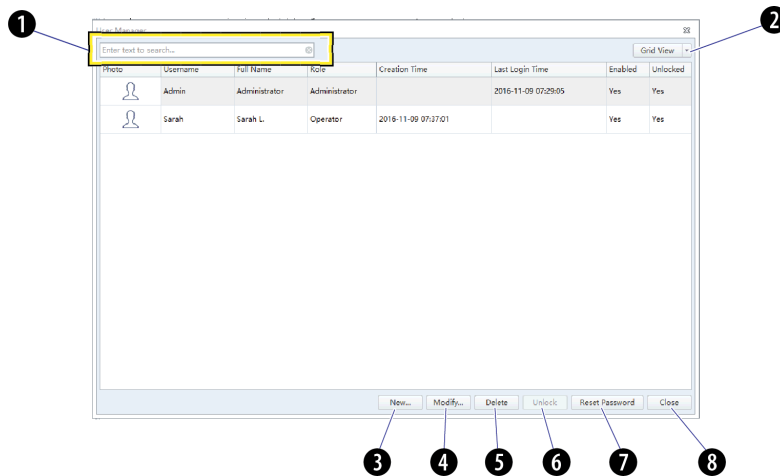 1
2
User Manager
Enter text to search...
Grid View
Photo Username Full Name Role Creation Time Last Login Time Enabled Unlocked
Admin Administrator Administrator 2016-11-09 07:29:05 Yes Yes
Sarah Sarah L. Operator 2016-11-09 07:37:01 Yes Yes
New... Modify... Delete Unlock Reset Password Close
3 4 5 6 7 8